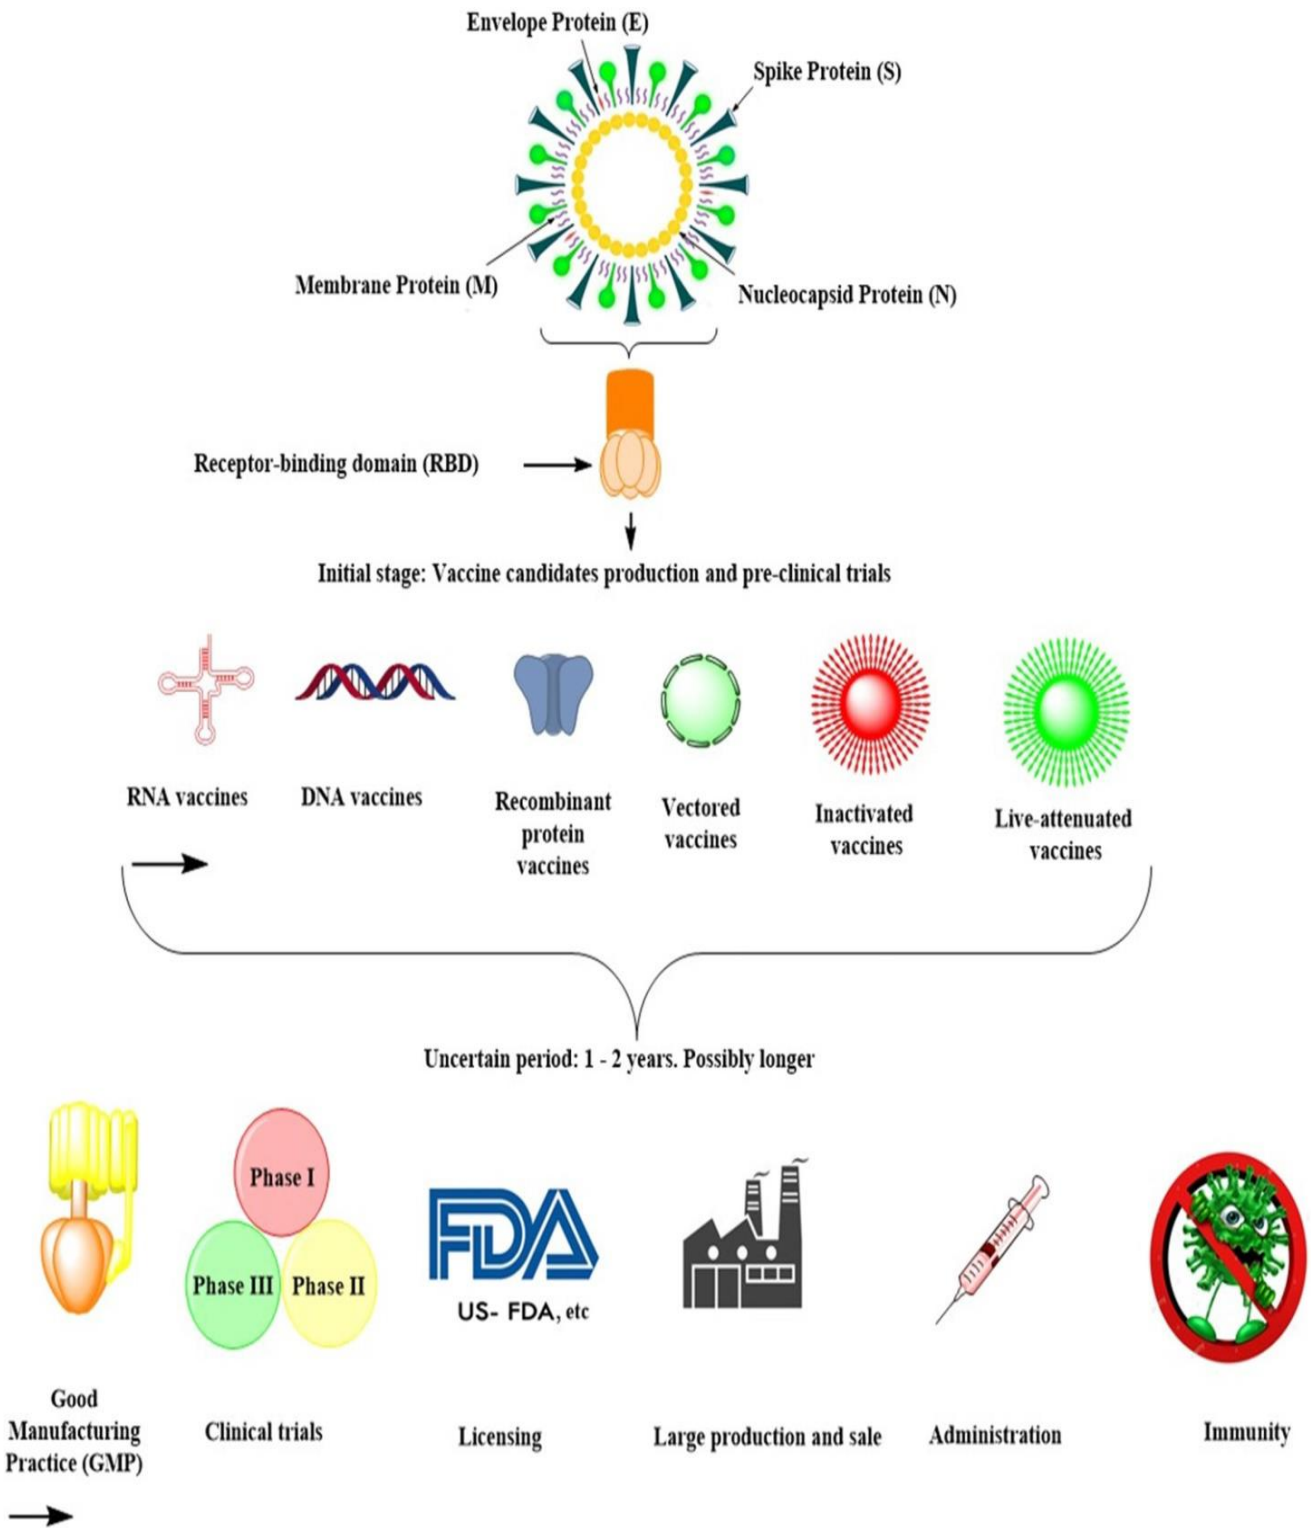 Envelope Protein (E)
Spike Protein (S)
Membrane Protein (M)
Nucleocapsid Protein (N)
Receptor-binding domain (RBD)
Initial stage: Vaccine candidates production and pre-clinical trials
RNA vaccines
DNA vaccines
Recombinant
protein
vaccines
Vectored
vaccines
Inactivated
vaccines
Live-attenuated
vaccines
Uncertain period: 1 - 2 years. Possibly longer
Phase I
Phase III
Phase II
FDA
US- FDA, etc
Good
Manufacturing
Practice (GMP)
Clinical trials
Licensing
Large production and sale
Administration
Immunity